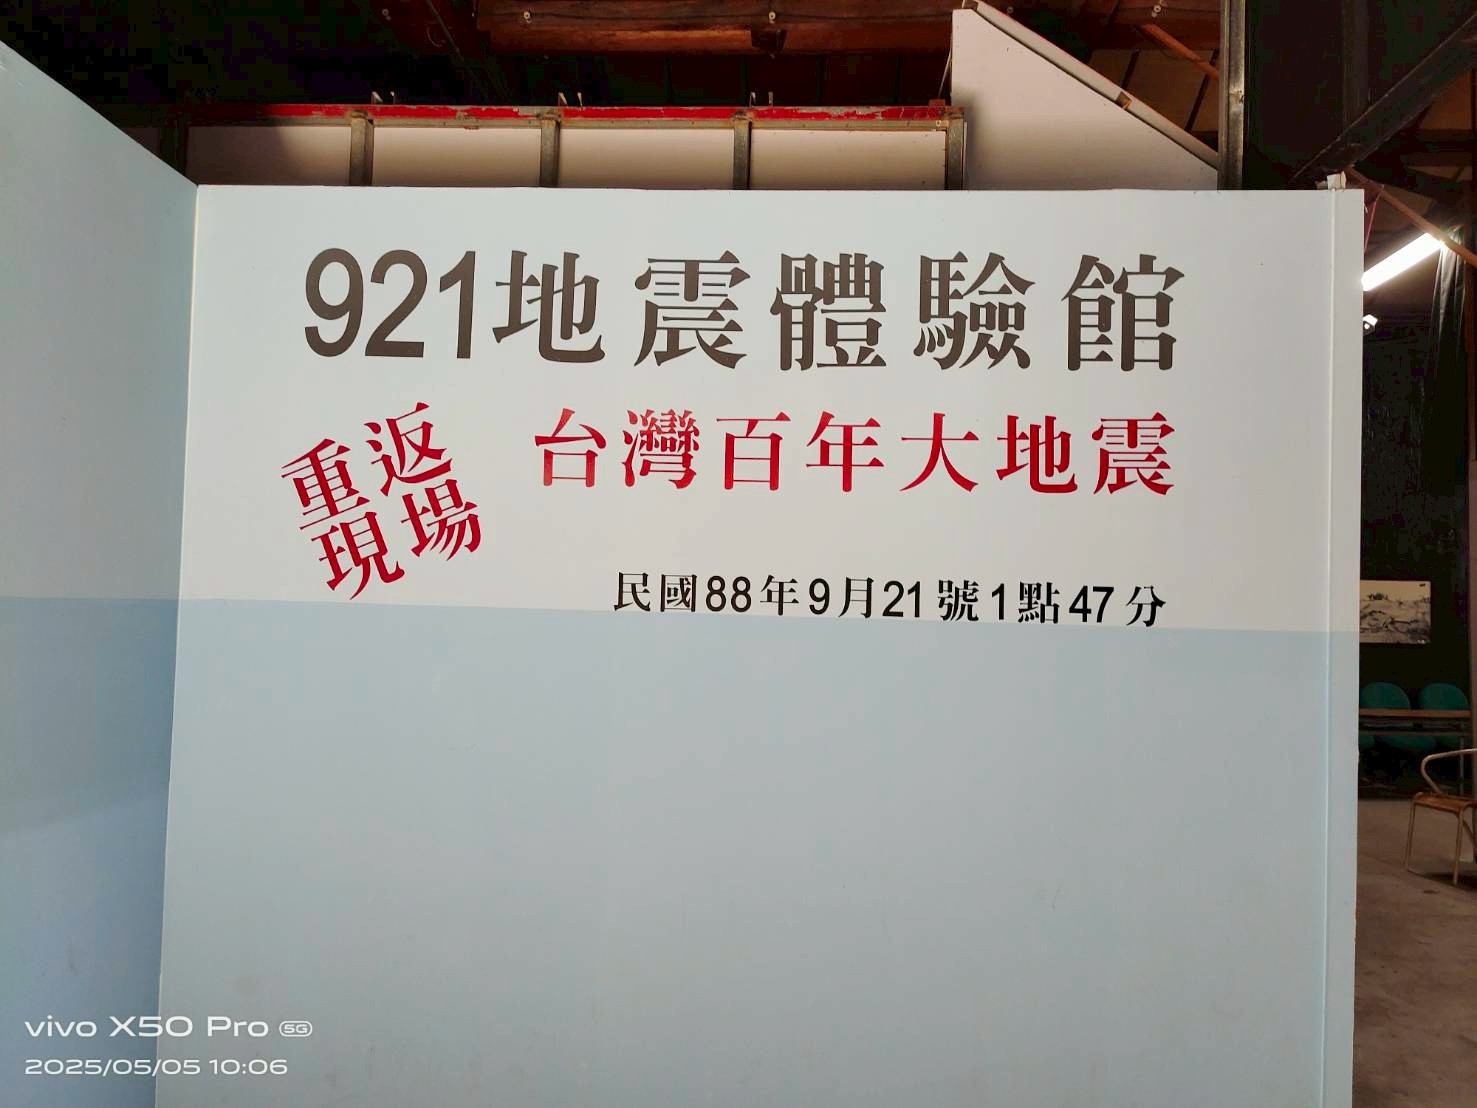 921地震體驗館
重返
現場
台灣百年大地震
民國88年9月21號1點47分
vivo X50 Pro 5G
2025/05/05 10:06